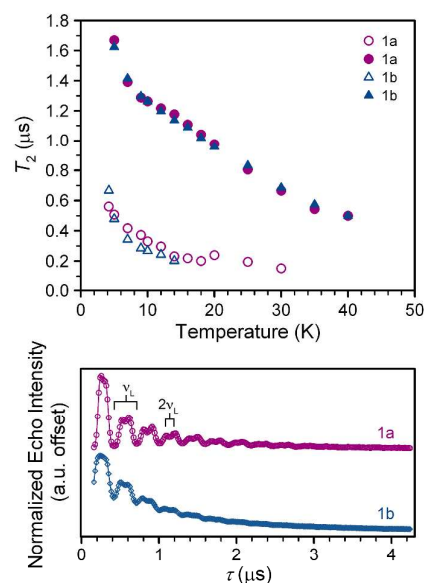 1.8
1.6
1.4
1.2
1.0
0.8
0.6
0.4
0.2
0.0
T₂ (μs)
1a
1a
1b
1b
0 10 20 30 40 50
Temperature (K)
Normalized Echo Intensity
(a.u. offset)
νL
2νL
1a
1b
0 1 2 3 4
τ (μs)